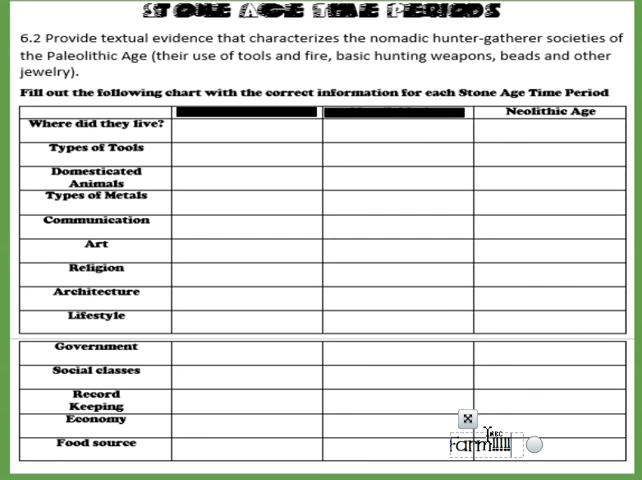 STONE AGE TIME PERIODS
6.2 Provide textual evidence that characterizes the nomadic hunter-gatherer societies of
the Paleolithic Age (their use of tools and fire, basic hunting weapons, beads and other
jewelry).
Fill out the following chart with the correct information for each Stone Age Time Period
Neolithic Age
Where did they live?
Types of Tools
Domesticated
Animals
Types of Metals
Communication
Art
Religion
Architecture
Lifestyle
Government
Social classes
Record
Keeping
Economy
Food source
Farm!!!!!